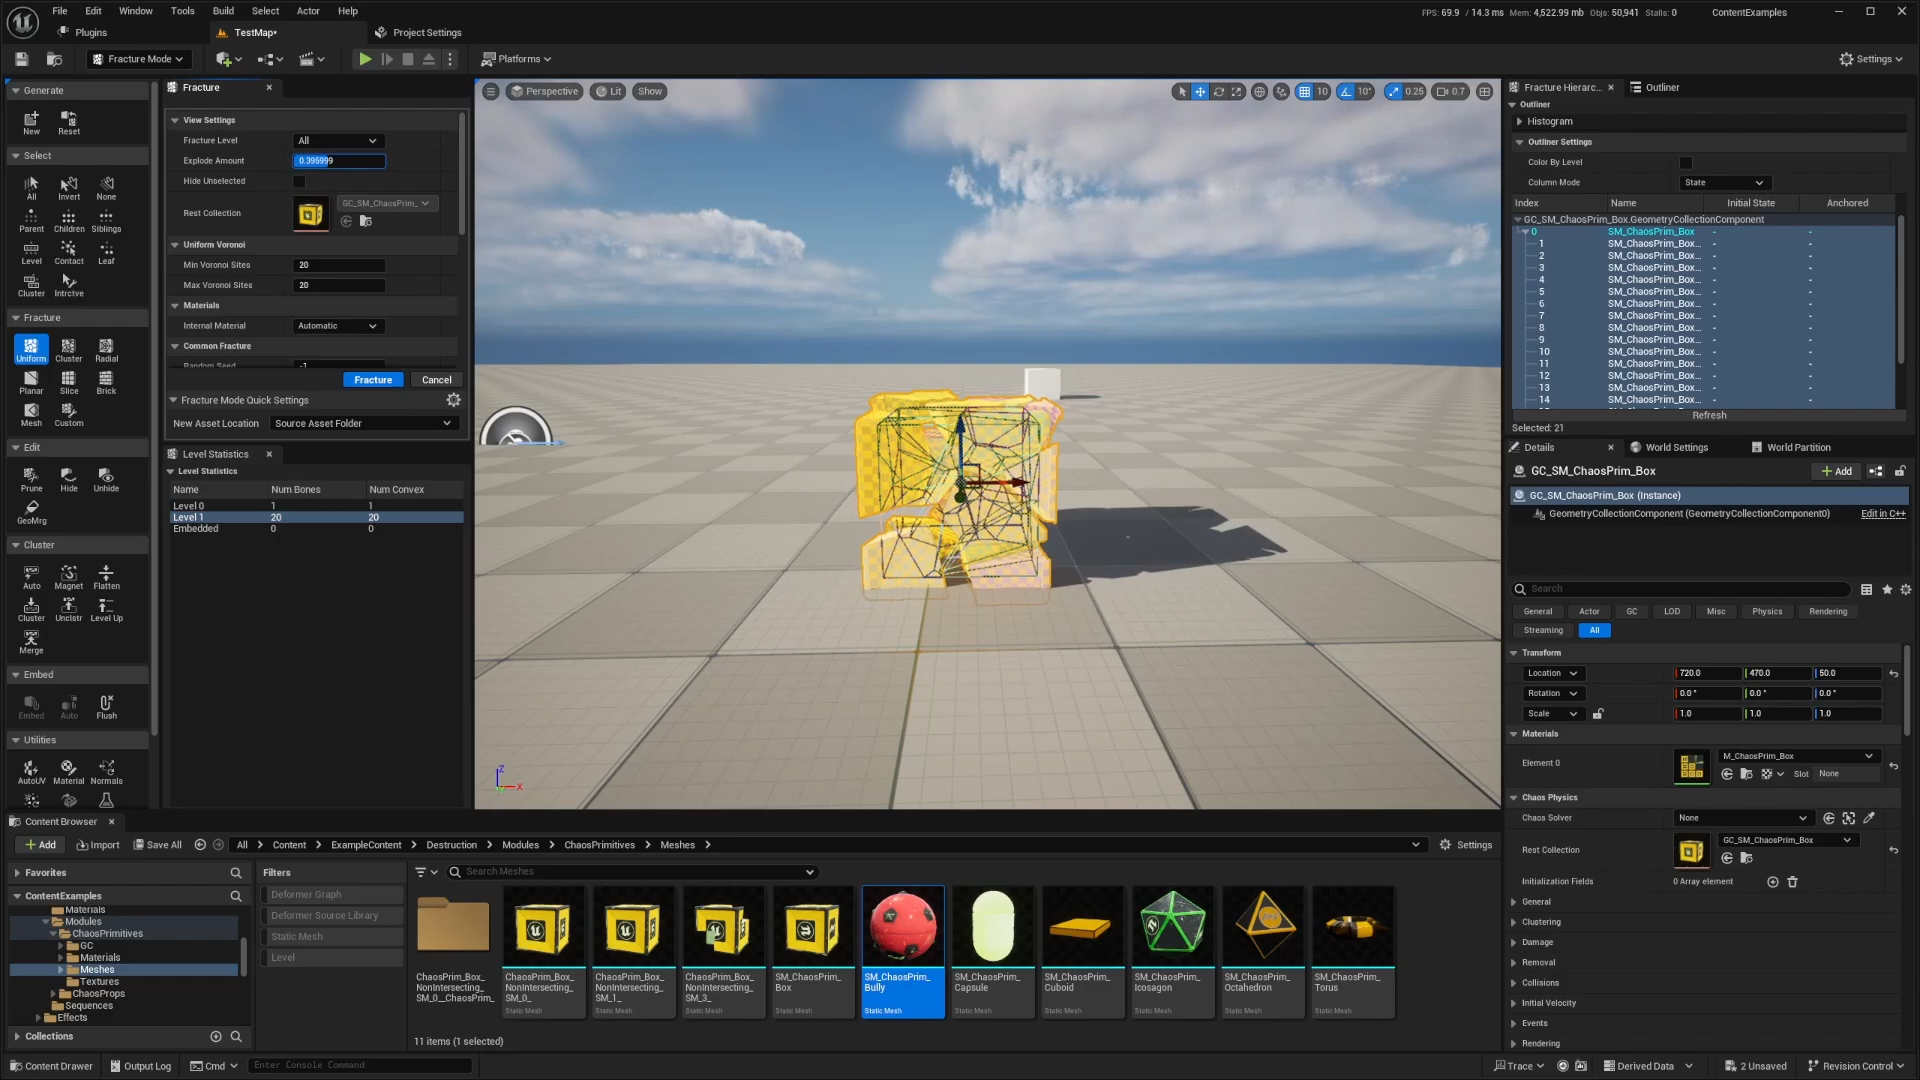 File Edit Window Tools Build Select Actor Help
FPS: 69.9 / 14.3 ms Mem: 4,522.99 mb Objs: 50,941 Stalls: 0
ContentExamples
Plugins
TestMap*
Project Settings
Fracture Mode
Platforms
Settings
Generate
New Reset
Select
All Invert None
Parent Children Siblings
Level Contact Leaf
Cluster Intrctve
Fracture
Uniform Cluster Radial
Planar Slice Brick
Mesh Custom
Edit
Prune Hide Unhide
GeoMrg
Cluster
Auto Magnet Flatten
Cluster Unclstr Level Up
Merge
Embed
Embed Auto Flush
Utilities
AutoUV Material Normals
Fracture
View Settings
Fracture Level All
Explode Amount 0.395999
Hide Unselected
Rest Collection GC_SM_ChaosPrim_
Uniform Voronoi
Min Voronoi Sites 20
Max Voronoi Sites 20
Materials
Internal Material Automatic
Common Fracture
Random Seed -1
Fracture Cancel
Fracture Mode Quick Settings
New Asset Location Source Asset Folder
Level Statistics
Level Statistics
Name Num Bones Num Convex
Level 0 1 1
Level 1 20 20
Embedded 0 0
Perspective Lit Show
10 10° 0.25 0.7
Z
X
Fracture Hierarc... Outliner
Outliner
Histogram
Outliner Settings
Color By Level
Column Mode State
Index Name Initial State Anchored
GC_SM_ChaosPrim_Box.GeometryCollectionComponent
0 SM_ChaosPrim_Box - -
1 SM_ChaosPrim_Box... - -
2 SM_ChaosPrim_Box... - -
3 SM_ChaosPrim_Box... - -
4 SM_ChaosPrim_Box... - -
5 SM_ChaosPrim_Box... - -
6 SM_ChaosPrim_Box... - -
7 SM_ChaosPrim_Box... - -
8 SM_ChaosPrim_Box... - -
9 SM_ChaosPrim_Box... - -
10 SM_ChaosPrim_Box... - -
11 SM_ChaosPrim_Box... - -
12 SM_ChaosPrim_Box... - -
13 SM_ChaosPrim_Box... - -
14 SM_ChaosPrim_Box... - -
Refresh
Selected: 21
Details World Settings World Partition
GC_SM_ChaosPrim_Box
Add
GC_SM_ChaosPrim_Box (Instance)
GeometryCollectionComponent (GeometryCollectionComponent0) Edit in C++
Search
General Actor GC LOD Misc Physics Rendering
Streaming All
Transform
Location 720.0 470.0 50.0
Rotation 0.0 ° 0.0 ° 0.0 °
Scale 1.0 1.0 1.0
Materials
Element 0 M_ChaosPrim_Box
Slot None
Chaos Physics
Chaos Solver None
Rest Collection GC_SM_ChaosPrim_Box
Initialization Fields 0 Array element
General
Clustering
Damage
Removal
Collisions
Initial Velocity
Events
Rendering
Content Browser
Add Import Save All All Content ExampleContent Destruction Modules ChaosPrimitives Meshes Settings
Favorites
ContentExamples
Materials
Modules
ChaosPrimitives
GC
Materials
Meshes
Textures
ChaosProps
Sequences
Effects
Collections
Filters
Deformer Graph
Deformer Source Library
Static Mesh
Level
Search Meshes
ChaosPrim_Box_
NonIntersecting_
SM_0__ChaosPrim_
ChaosPrim_Box_
NonIntersecting_
SM_0_
Static Mesh
ChaosPrim_Box_
NonIntersecting_
SM_1_
Static Mesh
ChaosPrim_Box_
NonIntersecting_
SM_3_
Static Mesh
SM_ChaosPrim_
Box
Static Mesh
SM_ChaosPrim_
Bully
Static Mesh
SM_ChaosPrim_
Capsule
Static Mesh
SM_ChaosPrim_
Cuboid
Static Mesh
SM_ChaosPrim_
Icosagon
Static Mesh
SM_ChaosPrim_
Octahedron
Static Mesh
SM_ChaosPrim_
Torus
Static Mesh
11 items (1 selected)
Content Drawer Output Log Cmd Enter Console Command
Trace Derived Data 2 Unsaved Revision Control